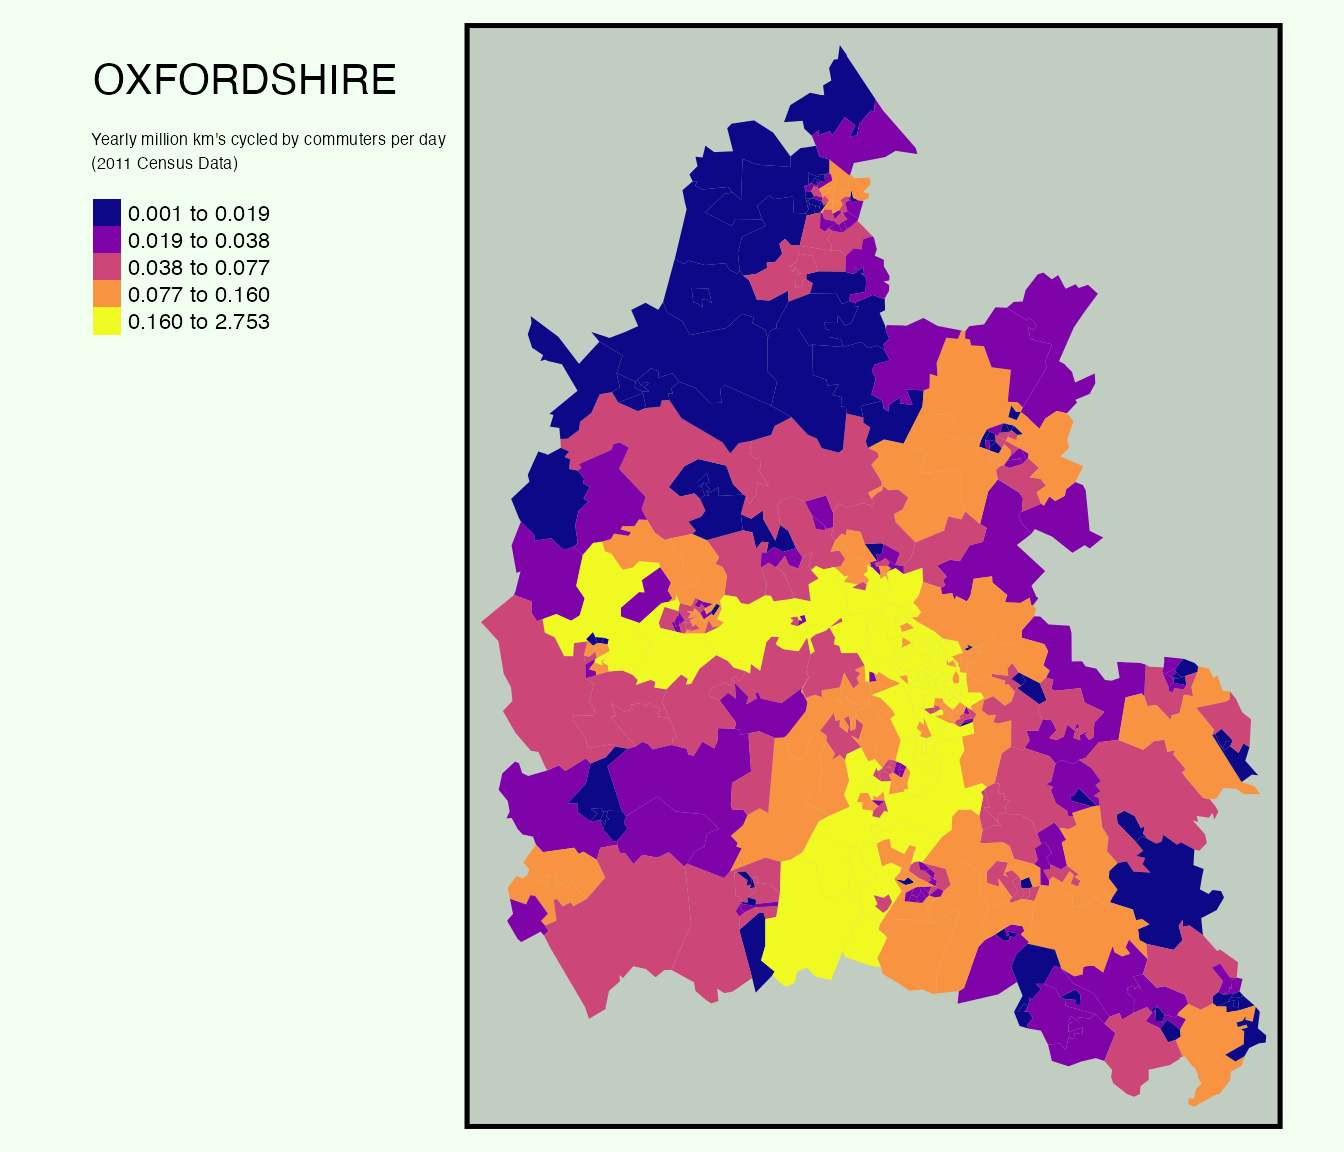 OXFORDSHIRE
Yearly million km's cycled by commuters per day
(2011 Census Data)
0.001 to 0.019
0.019 to 0.038
0.038 to 0.077
0.077 to 0.160
0.160 to 2.753